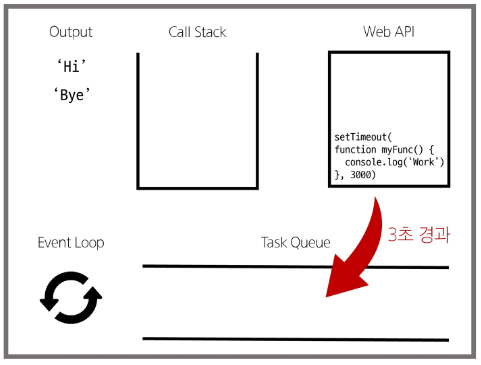 Output
Call Stack
Web API
‘Hi’
‘Bye’
setTimeout(
function myFunc() {
console.log(‘Work’)
}, 3000)
3초 경과
Event Loop
Task Queue